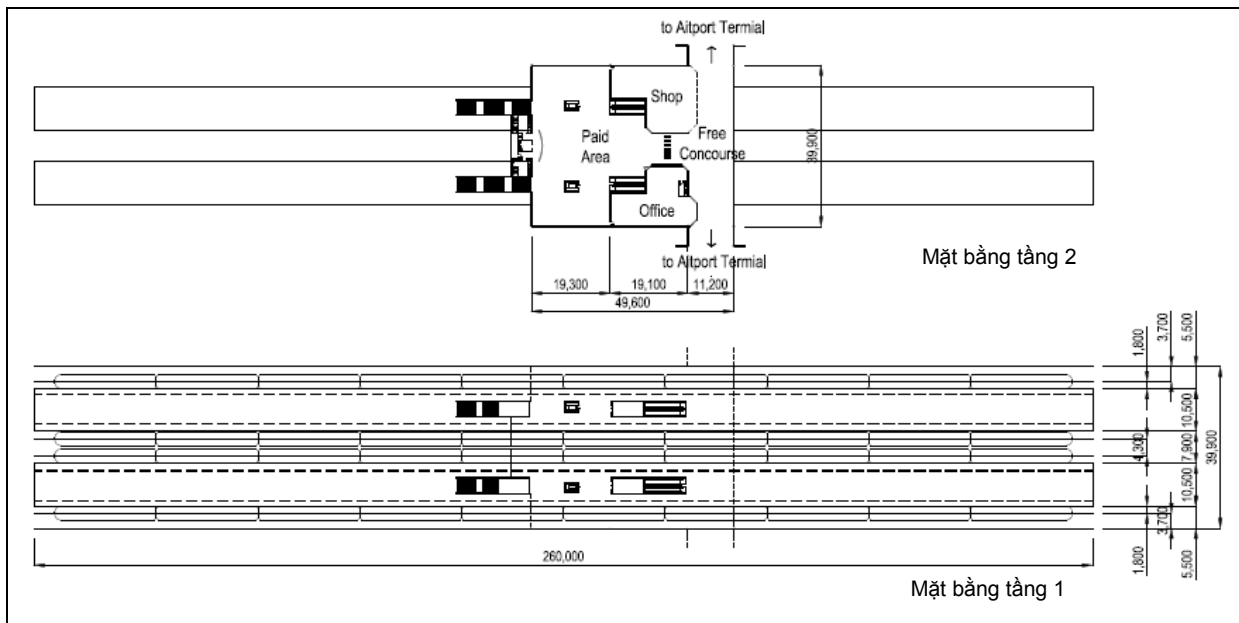 to Aitport Termial
Shop
Paid
Area
Free
Concourse
39,900
Office
Mặt bằng tầng 2
to Aitport Termial
19,300
19,100
11,200
49,600
1,800
3,700
5,500
10,500
4,300
7,900
39,900
10,500
1,800
3,700
5,500
260,000
Mặt bằng tầng 1